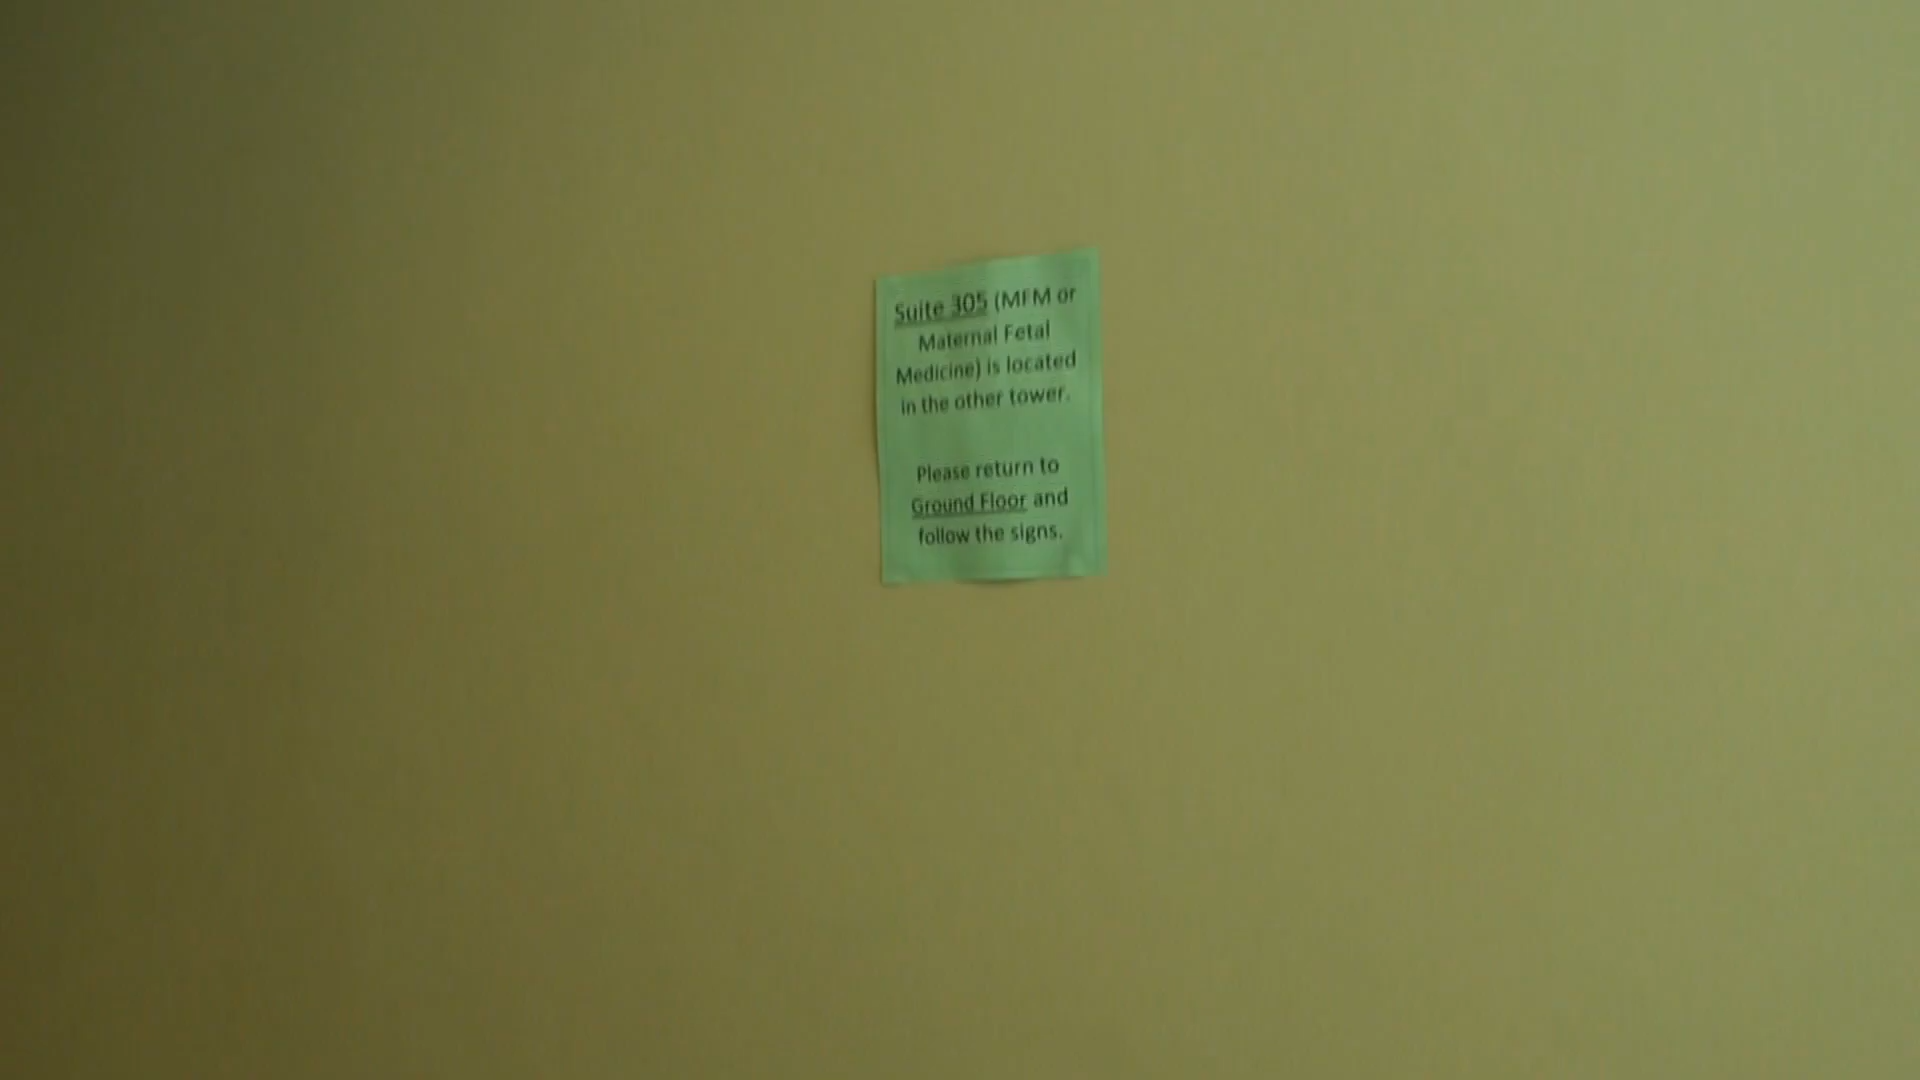 Suite 305 (MFM or
Maternal Fetal
Medicine) is located
in the other tower.
Please return to
Ground Floor and
follow the signs.